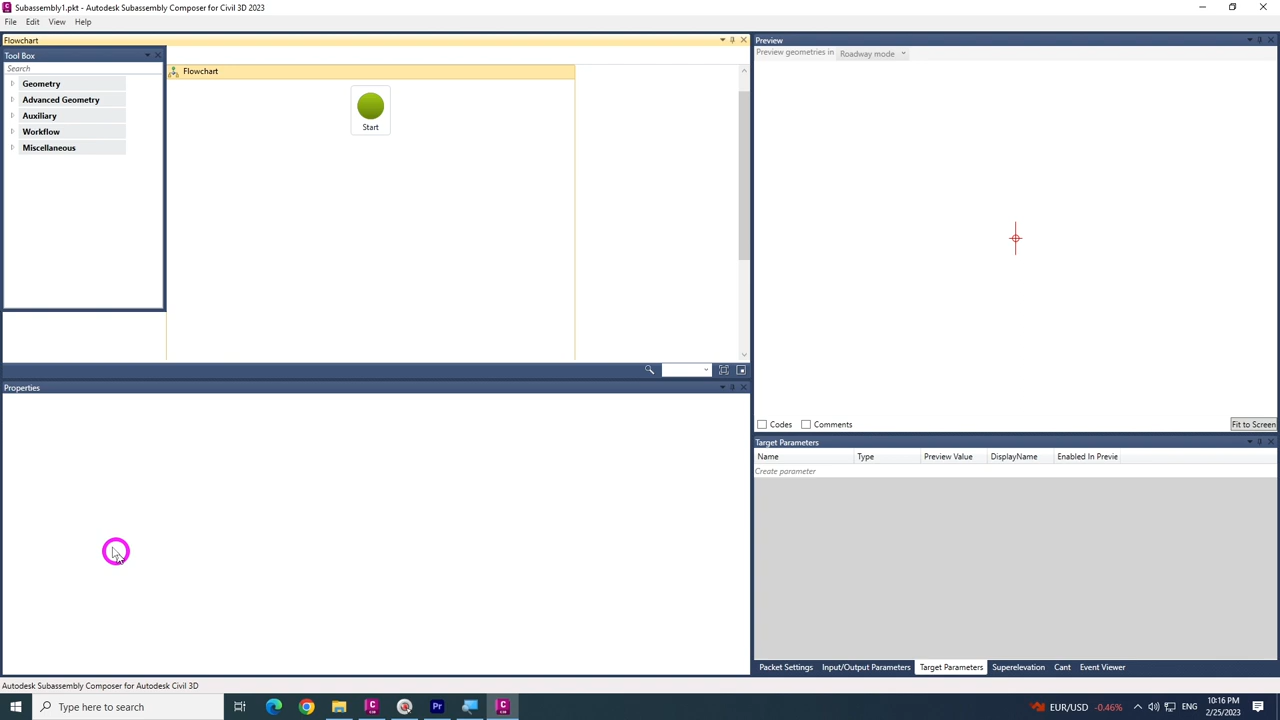 Subassembly1.pkt - Autodesk Subassembly Composer for Civil 3D 2023
File Edit View Help
Flowchart
Tool Box
Search
Geometry
Advanced Geometry
Auxiliary
Workflow
Miscellaneous
Flowchart
Start
Preview
Preview geometries in Roadway mode
Codes Comments Fit to Screen
Properties
Target Parameters
Name Type Preview Value DisplayName Enabled In Previe
Create parameter
Packet Settings Input/Output Parameters Target Parameters Superelevation Cant Event Viewer
Autodesk Subassembly Composer for Autodesk Civil 3D
Type here to search
C
C
Pr
C
EUR/USD -0.46% ENG
10:16 PM
2/25/2023